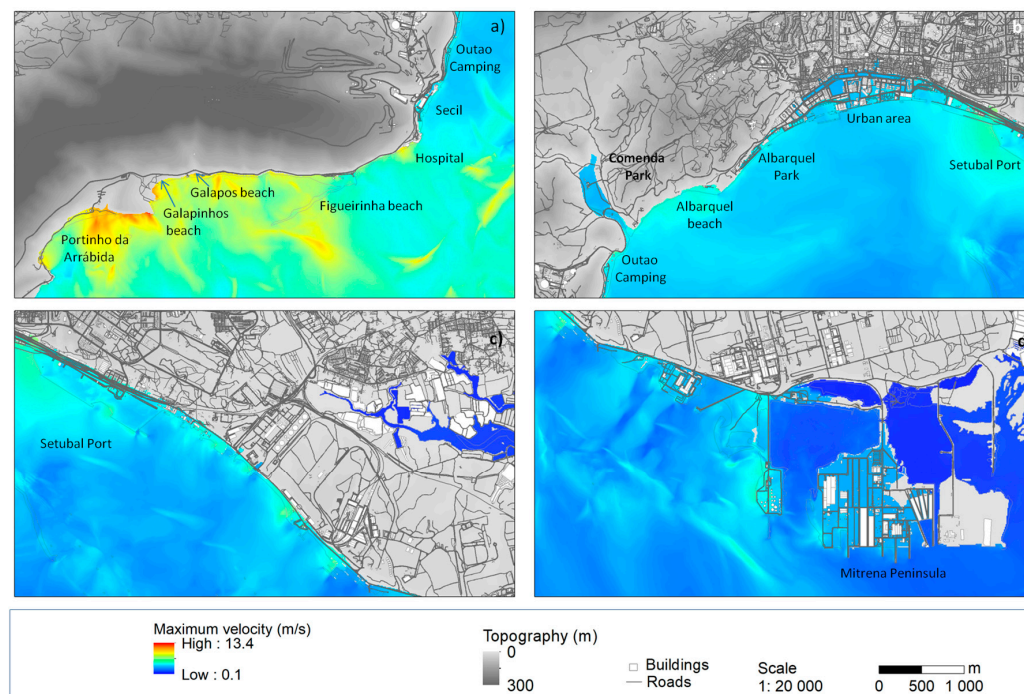 a)
Outao
Camping
Secil
Hospital
Galapos beach
Galapinhos
beach
Figueirinha beach
Portinho da
Arrábida
b
Urban area
Setubal Port
Comenda
Park
Albarquel
Park
Albarquel
beach
Outao
Camping
c)
Setubal Port
d
Mitrena Peninsula
Maximum velocity (m/s)
High : 13.4
Low : 0.1
Topography (m)
0
300
Buildings
Roads
Scale
1: 20 000
m
0 500 1 000